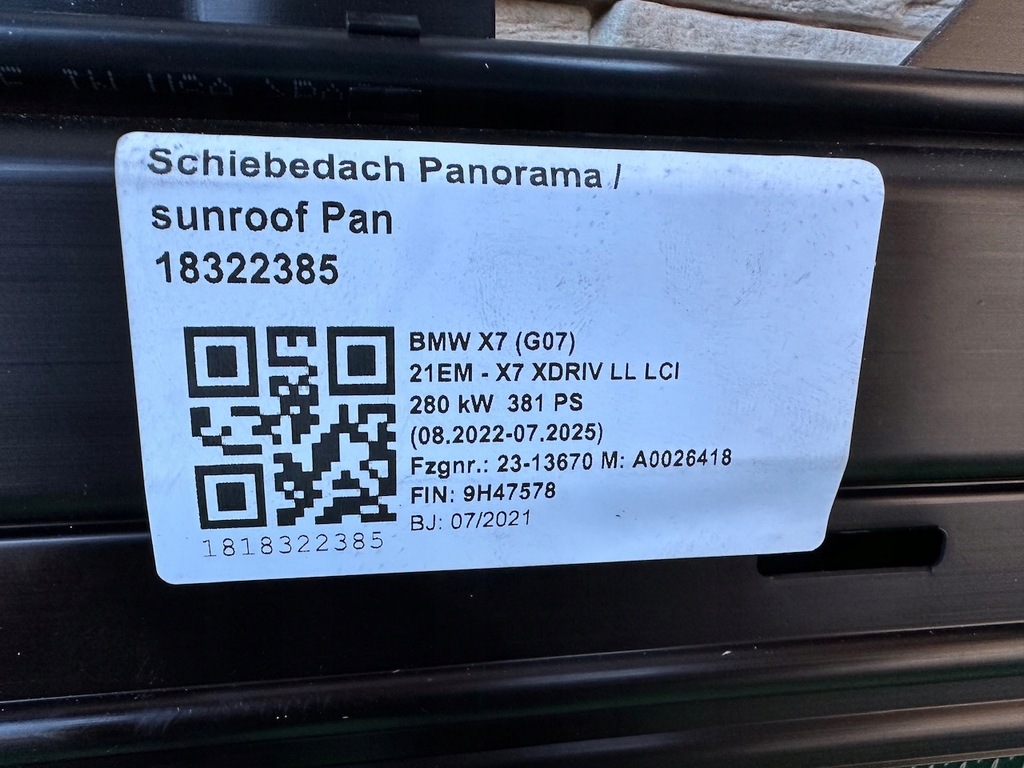 Schiebedach Panorama /
sunroof Pan
18322385
BMW X7 (G07)
21EM - X7 XDRIV LL LCI
280 kW 381 PS
(08.2022-07.2025)
Fzgnr.: 23-13670 M: A0026418
FIN: 9H47578
BJ: 07/2021
1818322385